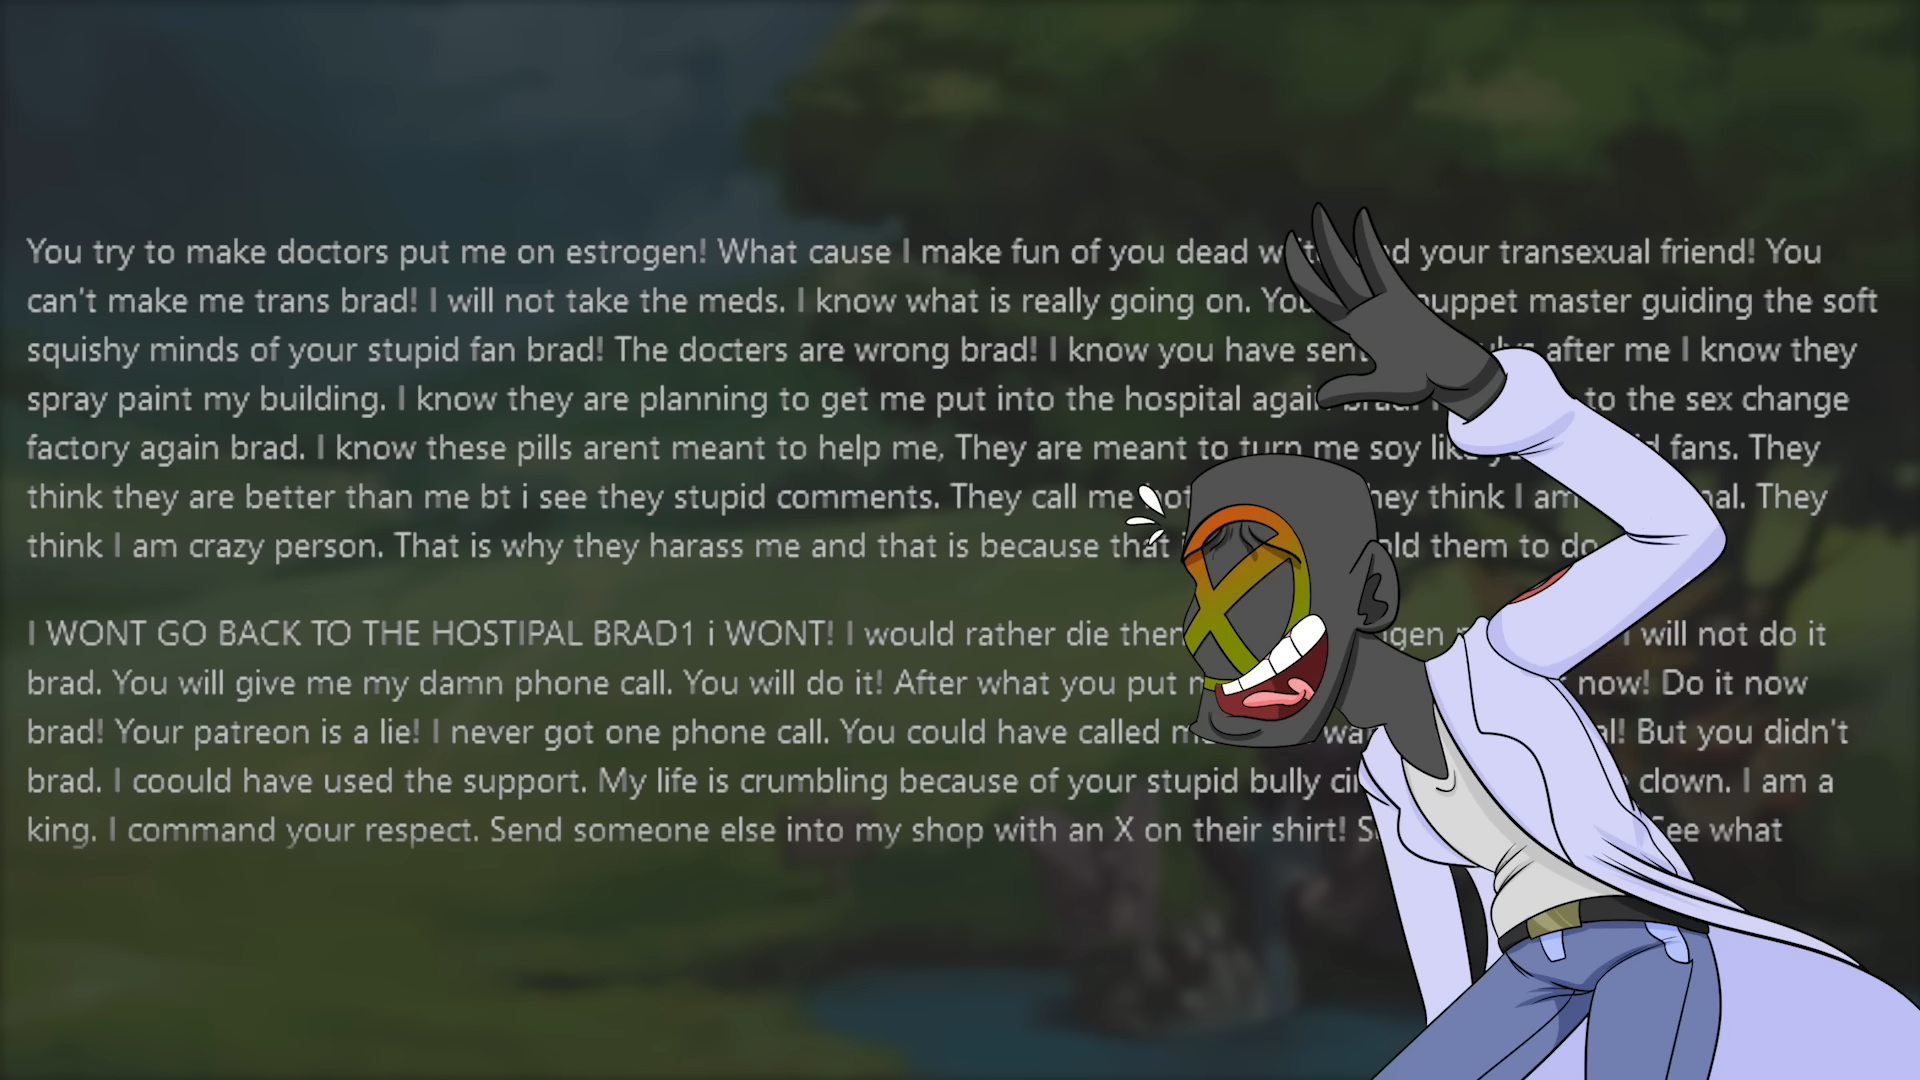 You try to make doctors put me on estrogen! What cause I make fun of you dead your transexual friend! You
can't make me trans brad! I will not take the meds. I know what is really going on. master guiding the soft
squishy minds of your stupid fan brad! The docters are wrong brad! I know you have sent after me I know they
spray paint my building. I know they are planning to get me put into the hospital again to the sex change
factory again brad. I know these pills arent meant to help me, They are meant to turn me soy fans. They
think they are better than me bt i see they stupid comments. They call me they think I am They
think I am crazy person. That is why they harass me and that is because that them to do
I WONT GO BACK TO THE HOSTIPAL BRAD1 i WONT! I would rather die then I will not do it
brad. You will give me my damn phone call. You will do it! After what you put now! Do it now
brad! Your patreon is a lie! I never got one phone call. You could have called But you didn't
brad. I coould have used the support. My life is crumbling because of your stupid bully clown. I am a
king. I command your respect. Send someone else into my shop with an X on their shirt! See what